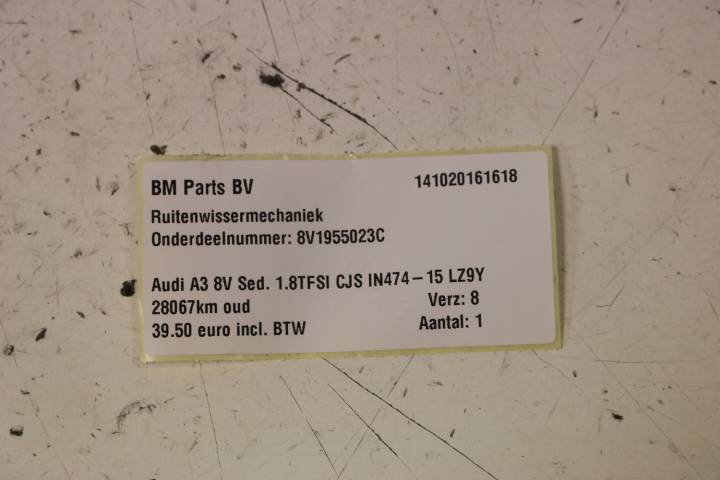 BM Parts BV 141020161618
Ruitenwissermechaniek
Onderdeelnummer: 8V1955023C
Audi A3 8V Sed. 1.8TFSI CJS IN474-15 LZ9Y
28067km oud Verz: 8
39.50 euro incl. BTW Aantal: 1